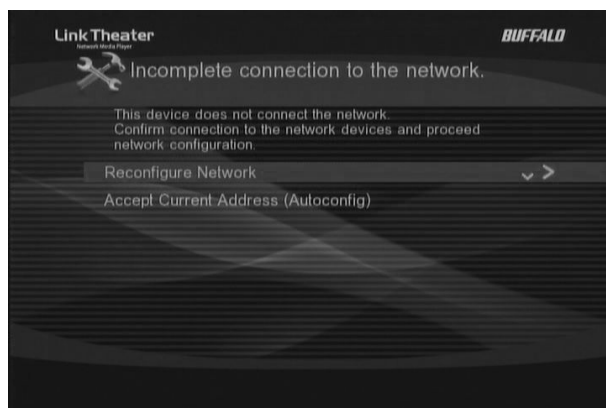 LinkTheater
Network Media Player
BUFFALO
Incomplete connection to the network.
This device does not connect the network.
Confirm connection to the network devices and proceed
network configuration.
Reconfigure Network
Accept Current Address (Autoconfig)